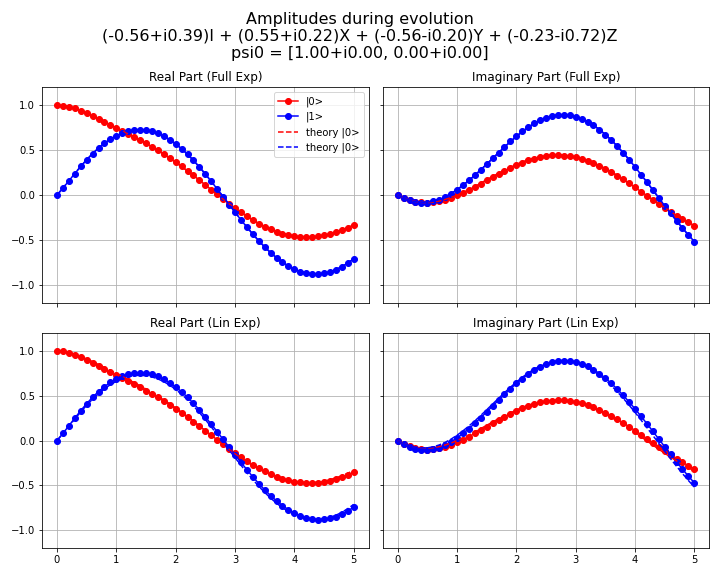 Amplitudes during evolution
(-0.56+i0.39)I + (0.55+i0.22)X + (-0.56-i0.20)Y + (-0.23-i0.72)Z
psi0 = [1.00+i0.00, 0.00+i0.00]
Real Part (Full Exp)
Imaginary Part (Full Exp)
|0>
|1>
theory |0>
theory |0>
1.0
0.5
0.0
−0.5
−1.0
Real Part (Lin Exp)
Imaginary Part (Lin Exp)
1.0
0.5
0.0
−0.5
−1.0
0 1 2 3 4 5
0 1 2 3 4 5